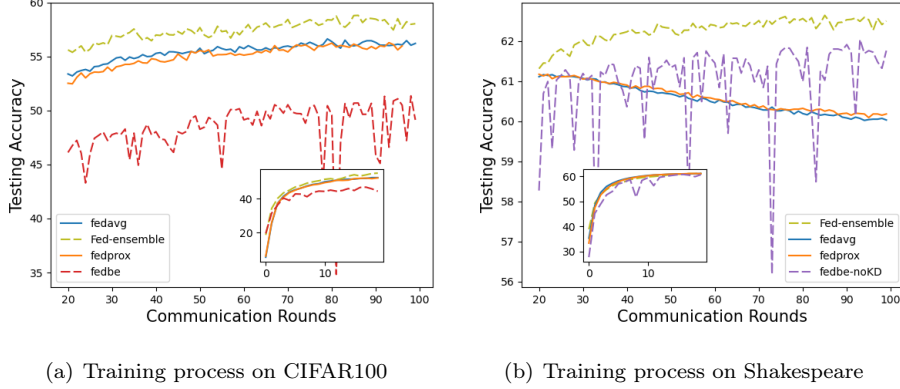 60
55
50
45
40
35
Testing Accuracy
20 30 40 50 60 70 80 90 100
Communication Rounds
fedavg
Fed-ensemble
fedprox
fedbe
40
20
0 10
(a) Training process on CIFAR100
62
61
60
59
58
57
56
Testing Accuracy
20 30 40 50 60 70 80 90 100
Communication Rounds
Fed-ensemble
fedavg
fedprox
fedbe-noKD
60
50
40
30
0 10
(b) Training process on Shakespeare